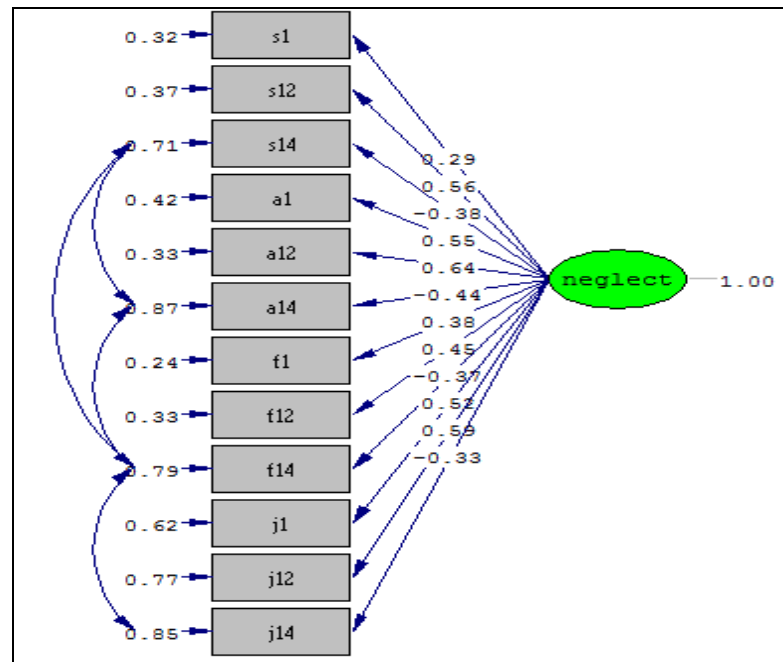 0.32 s1
0.37 s12
0.71 s14
0.42 a1
0.33 a12
0.87 a14
0.24 f1
0.33 f12
0.79 f14
0.62 j1
0.77 j12
0.85 j14
0.29
0.56
-0.38
0.55
0.64
-0.44
0.38
0.45
-0.37
0.52
0.59
-0.33
neglect 1.00